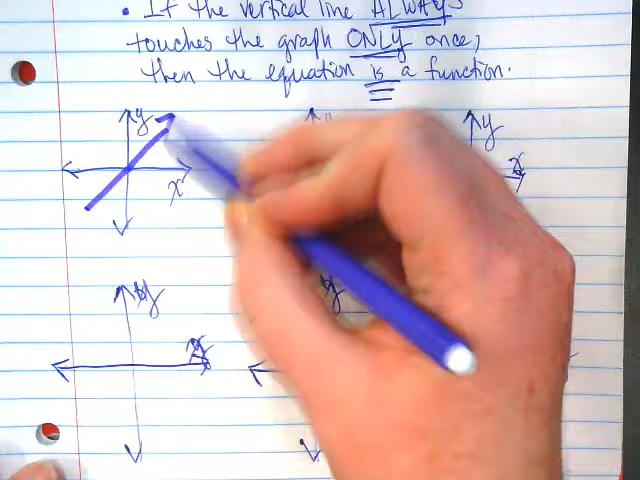 • If the vertical line ALWAYS
touches the graph ONLY once,
then the equation is a function.
y
y
x
x
y
y